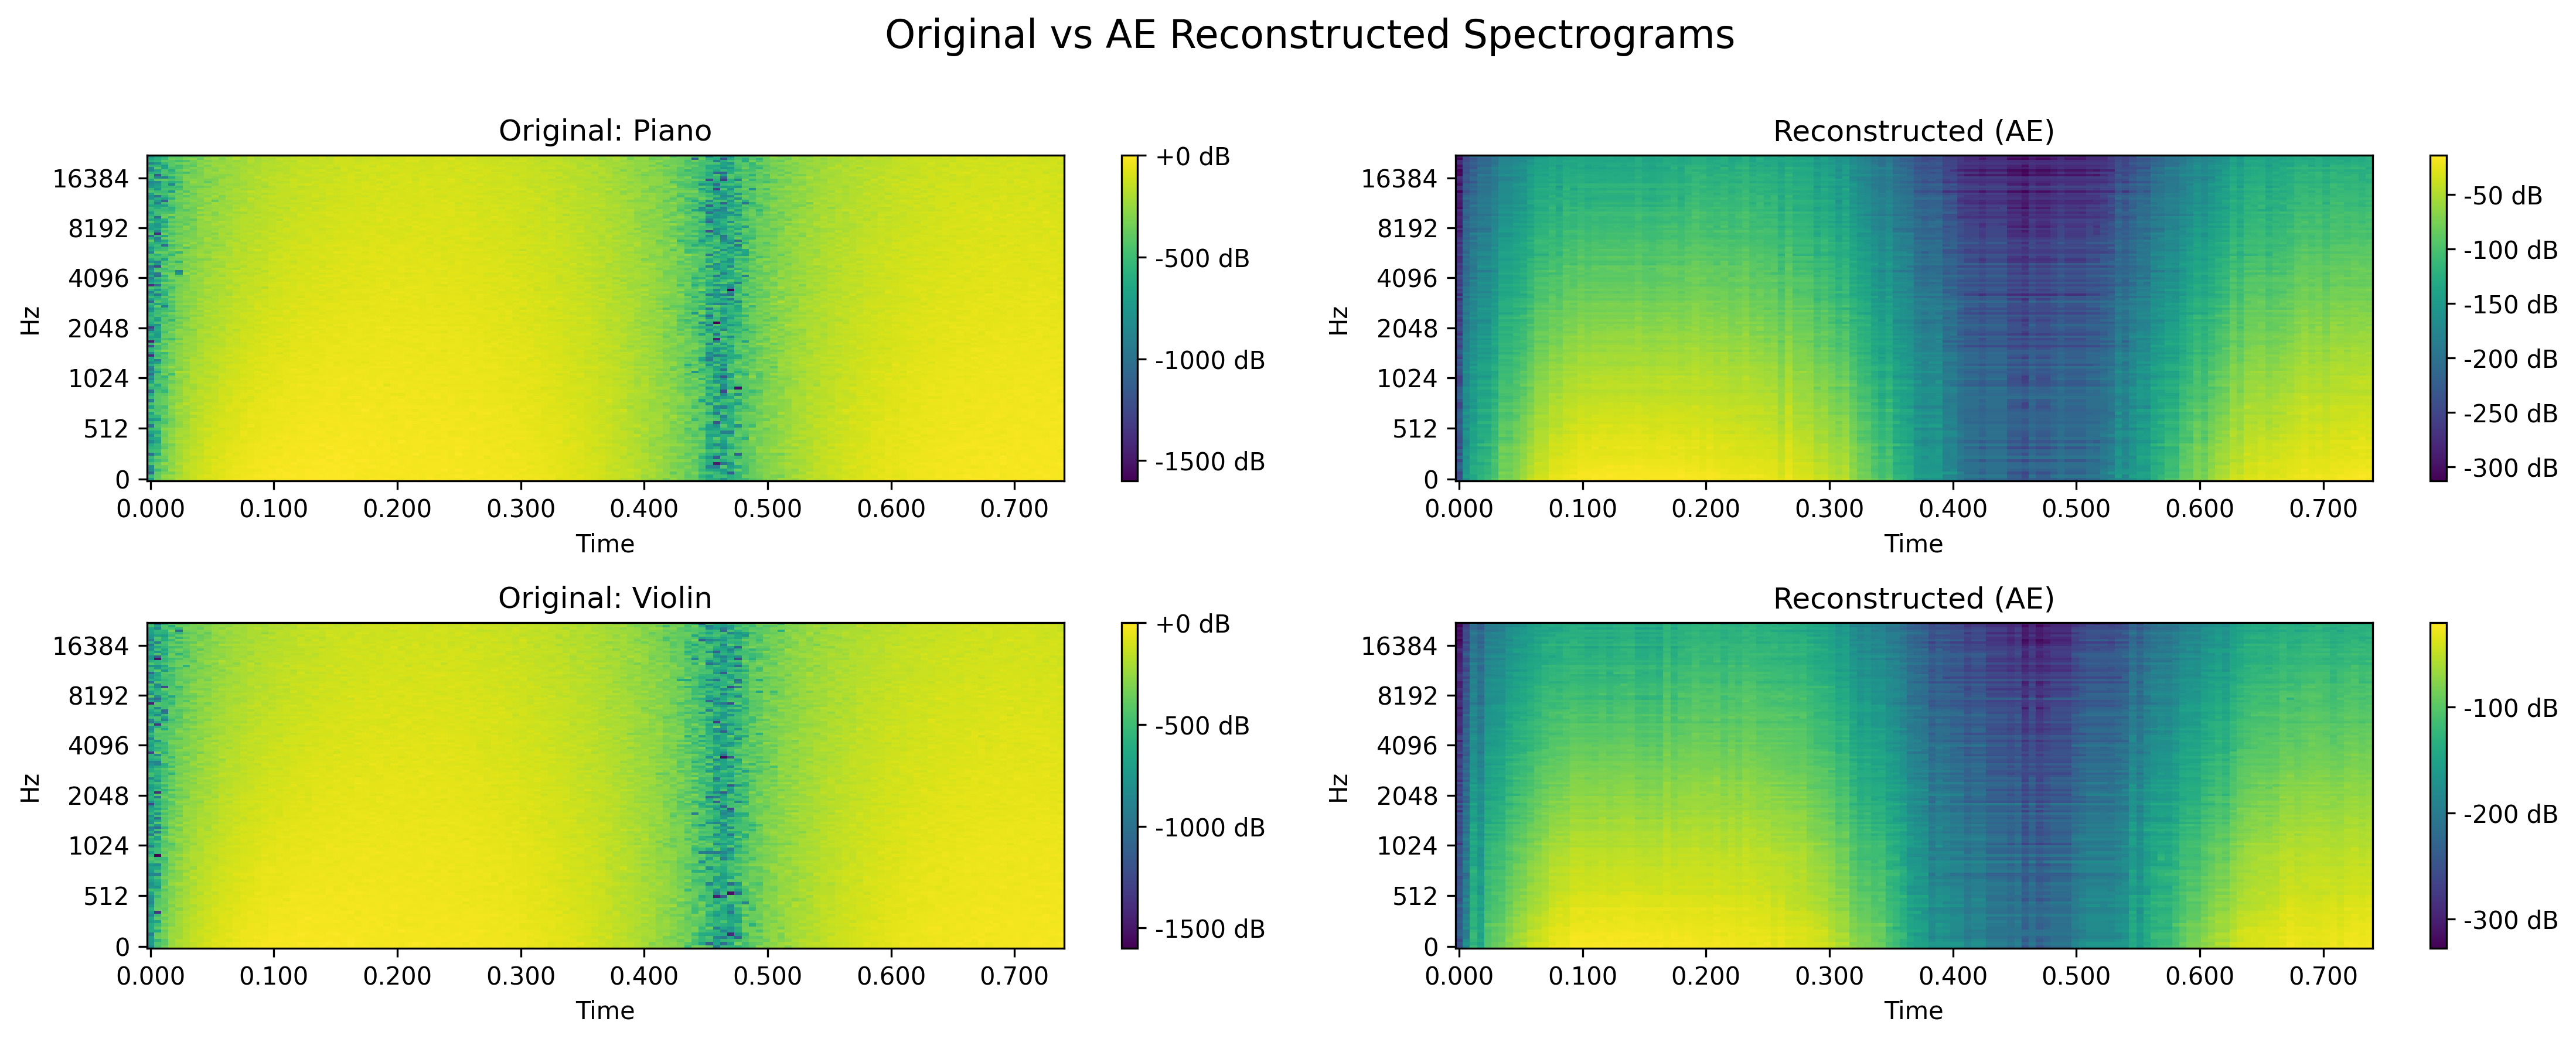 Original vs AE Reconstructed Spectrograms
Original: Piano
16384
8192
4096
2048
1024
512
0
Hz
0.000 0.100 0.200 0.300 0.400 0.500 0.600 0.700
Time
+0 dB
-500 dB
-1000 dB
-1500 dB
Reconstructed (AE)
16384
8192
4096
2048
1024
512
0
Hz
0.000 0.100 0.200 0.300 0.400 0.500 0.600 0.700
Time
-50 dB
-100 dB
-150 dB
-200 dB
-250 dB
-300 dB
Original: Violin
16384
8192
4096
2048
1024
512
0
Hz
0.000 0.100 0.200 0.300 0.400 0.500 0.600 0.700
Time
+0 dB
-500 dB
-1000 dB
-1500 dB
Reconstructed (AE)
16384
8192
4096
2048
1024
512
0
Hz
0.000 0.100 0.200 0.300 0.400 0.500 0.600 0.700
Time
-100 dB
-200 dB
-300 dB